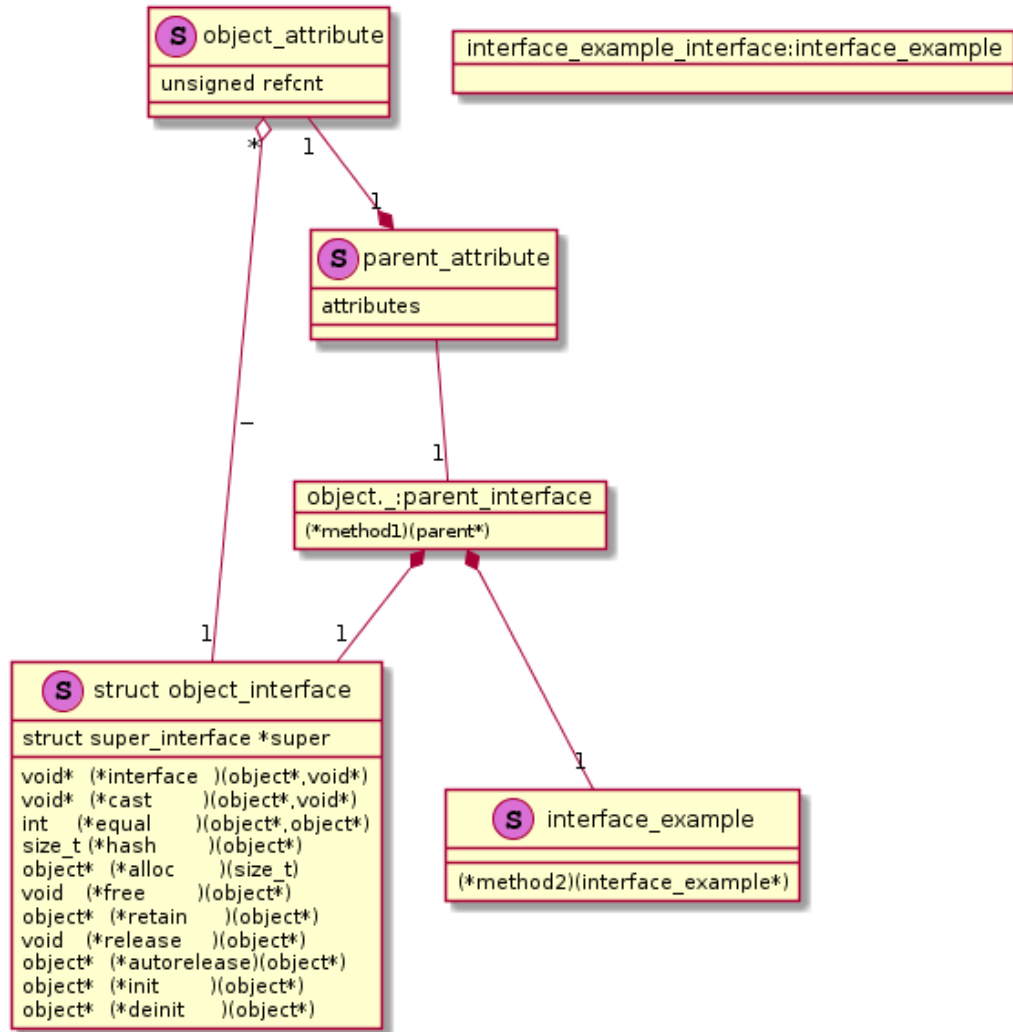 S object_attribute
unsigned refcnt
interface_example_interface:interface_example
*
1
1
S parent_attribute
attributes
_
1
object._:parent_interface
(*method1)(parent*)
1
1
S struct object_interface
struct super_interface *super
void* (*interface )(object*,void*)
void* (*cast )(object*,void*)
int (*equal )(object*,object*)
size_t (*hash )(object*)
object* (*alloc )(size_t)
void (*free )(object*)
object* (*retain )(object*)
void (*release )(object*)
object* (*autorelease)(object*)
object* (*init )(object*)
object* (*deinit )(object*)
1
S interface_example
(*method2)(interface_example*)